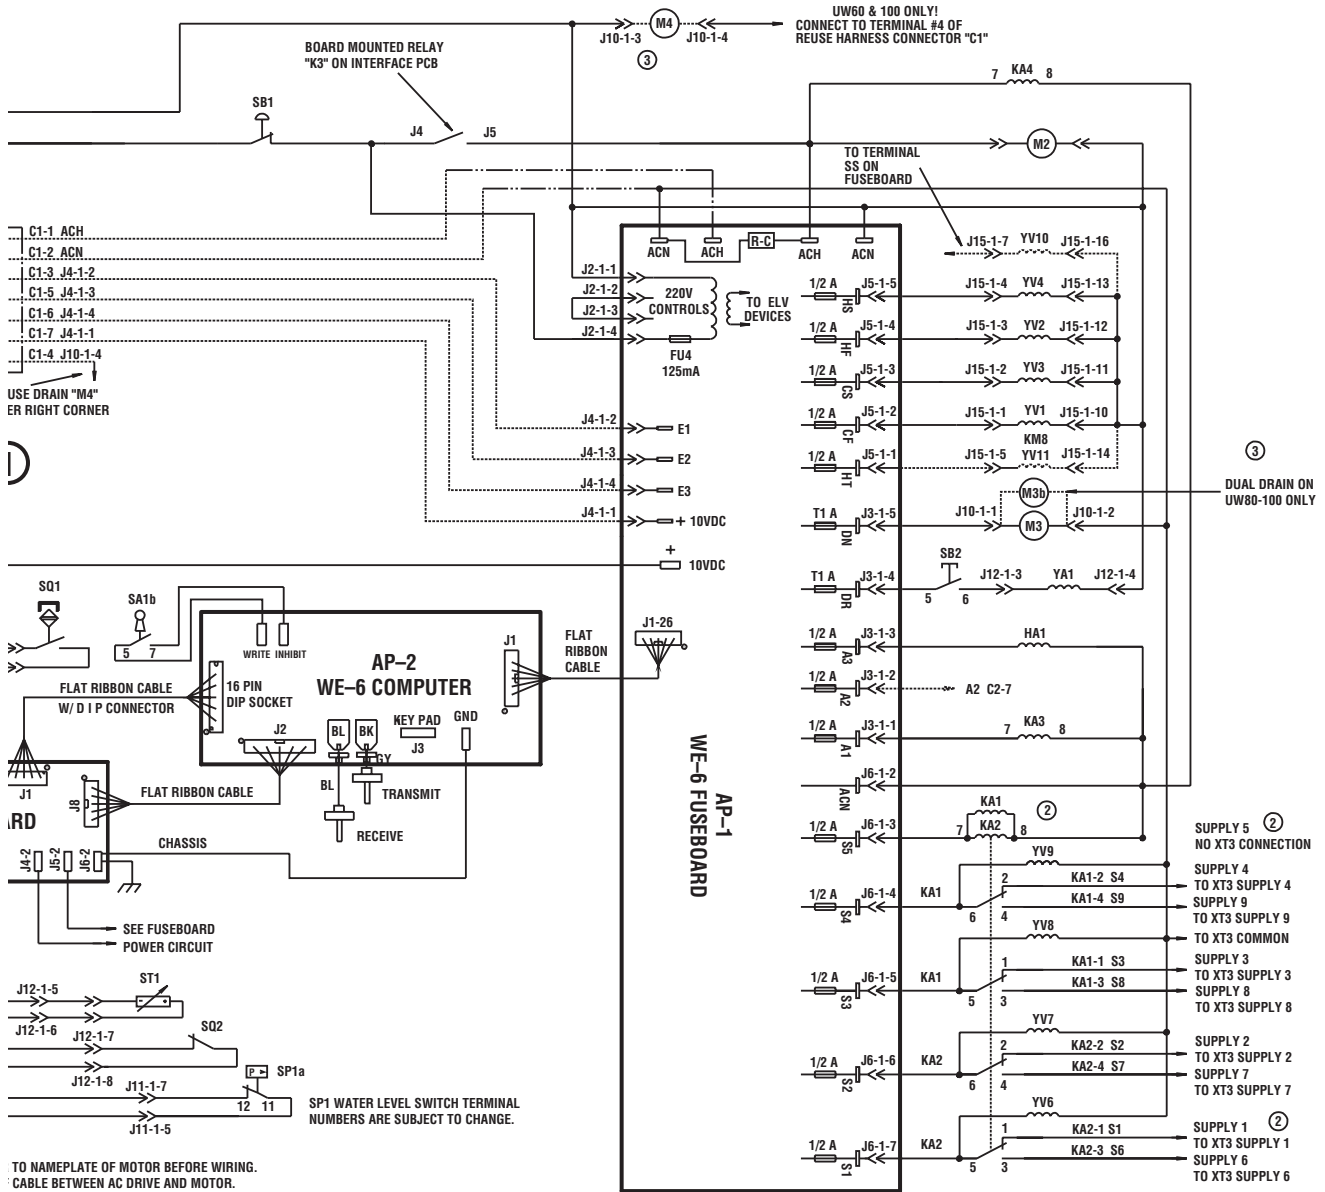 UW60 & 100 ONLY!
CONNECT TO TERMINAL #4 OF
REUSE HARNESS CONNECTOR "C1"
M4
J10-1-3
J10-1-4
3
BOARD MOUNTED RELAY
"K3" ON INTERFACE PCB
7 KA4 8
SB1
J4
J5
M2
TO TERMINAL
SS ON
FUSEBOARD
C1-1 ACH
C1-2 ACN
C1-3 J4-1-2
C1-5 J4-1-3
C1-6 J4-1-4
C1-7 J4-1-1
C1-4 J10-1-4
USE DRAIN "M4"
ER RIGHT CORNER
ACN
ACH
R-C
ACH
ACN
J2-1-1
J2-1-2
J2-1-3
J2-1-4
220V
CONTROLS
TO ELV
DEVICES
FU4
125mA
J15-1-7 YV10 J15-1-16
1/2 A HS J5-1-5 J15-1-4 YV4 J15-1-13
1/2 A HF J5-1-4 J15-1-3 YV2 J15-1-12
1/2 A CS J5-1-3 J15-1-2 YV3 J15-1-11
1/2 A CF J5-1-2 J15-1-1 YV1 J15-1-10
KM8
1/2 A HT J5-1-1 J15-1-5 YV11 J15-1-14
J4-1-2 E1
J4-1-3 E2
J4-1-4 E3
J4-1-1 + 10VDC
+
10VDC
3
DUAL DRAIN ON
UW80-100 ONLY
M3b
T1 A DN J3-1-5 J10-1-1 M3 J10-1-2
SB2
T1 A DR J3-1-4 5 6 J12-1-3 YA1 J12-1-4
1/2 A A3 J3-1-3 HA1
1/2 A A2 J3-1-2 A2 C2-7
1/2 A A1 J3-1-1 7 KA3 8
ACN J6-1-2
KA1
2
1/2 A S5 J6-1-3 7 KA2 8
SUPPLY 5 2
NO XT3 CONNECTION
SQ1
SA1b
5 7
WRITE INHIBIT
AP–2
WE–6 COMPUTER
16 PIN
DIP SOCKET
J1
FLAT
RIBBON
CABLE
J1-26
FLAT RIBBON CABLE
W/ D I P CONNECTOR
J2
BL
BK
KEY PAD
J3
GND
GY
BL
TRANSMIT
RECEIVE
J1
J8
FLAT RIBBON CABLE
ARD
J4-2
J5-2
J6-2
CHASSIS
SEE FUSEBOARD
POWER CIRCUIT
AP–1
WE–6 FUSEBOARD
YV9
1/2 A S4 J6-1-4 KA1 6 2 4
KA1-2 S4
KA1-4 S9
SUPPLY 4
TO XT3 SUPPLY 4
SUPPLY 9
TO XT3 SUPPLY 9
YV8
TO XT3 COMMON
1/2 A S3 J6-1-5 KA1 5 1 3
KA1-1 S3
KA1-3 S8
SUPPLY 3
TO XT3 SUPPLY 3
SUPPLY 8
TO XT3 SUPPLY 8
YV7
1/2 A S2 J6-1-6 KA2 6 2 4
KA2-2 S2
KA2-4 S7
SUPPLY 2
TO XT3 SUPPLY 2
SUPPLY 7
TO XT3 SUPPLY 7
YV6
1/2 A S1 J6-1-7 KA2 5 1 3
KA2-1 S1
KA2-3 S6
SUPPLY 1 2
TO XT3 SUPPLY 1
SUPPLY 6
TO XT3 SUPPLY 6
J12-1-5
ST1
J12-1-6
J12-1-7
SQ2
J12-1-8
P SP1a
J11-1-7
12 11
J11-1-5
SP1 WATER LEVEL SWITCH TERMINAL
NUMBERS ARE SUBJECT TO CHANGE.
TO NAMEPLATE OF MOTOR BEFORE WIRING.
CABLE BETWEEN AC DRIVE AND MOTOR.